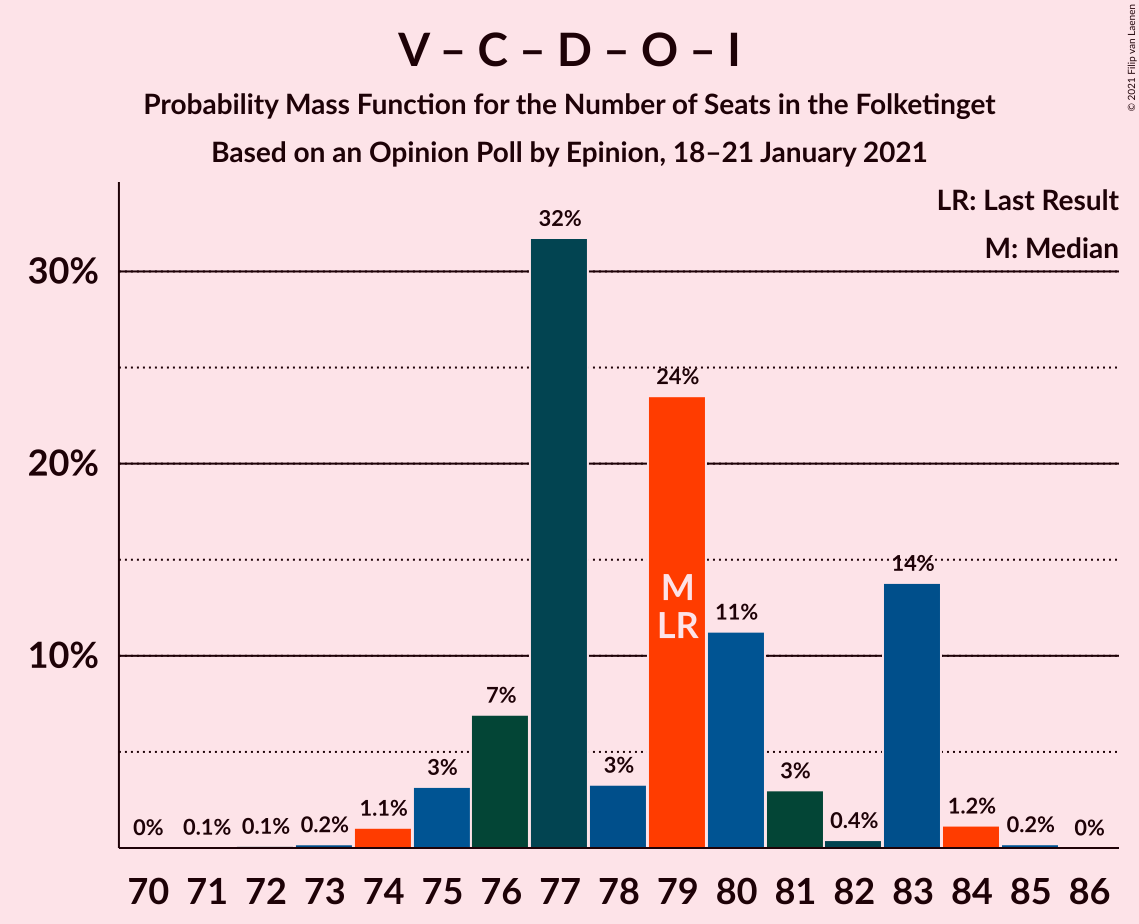 V – C – D – O – I
Probability Mass Function for the Number of Seats in the Folketinget
Based on an Opinion Poll by Epinion, 18–21 January 2021
© 2021 Filip van Laenen
LR: Last Result
M: Median
30%
20%
10%
0%
0.1%
0.1%
0.2%
1.1%
3%
7%
32%
3%
24%
11%
3%
0.4%
14%
1.2%
0.2%
0%
M
LR
70 71 72 73 74 75 76 77 78 79 80 81 82 83 84 85 86